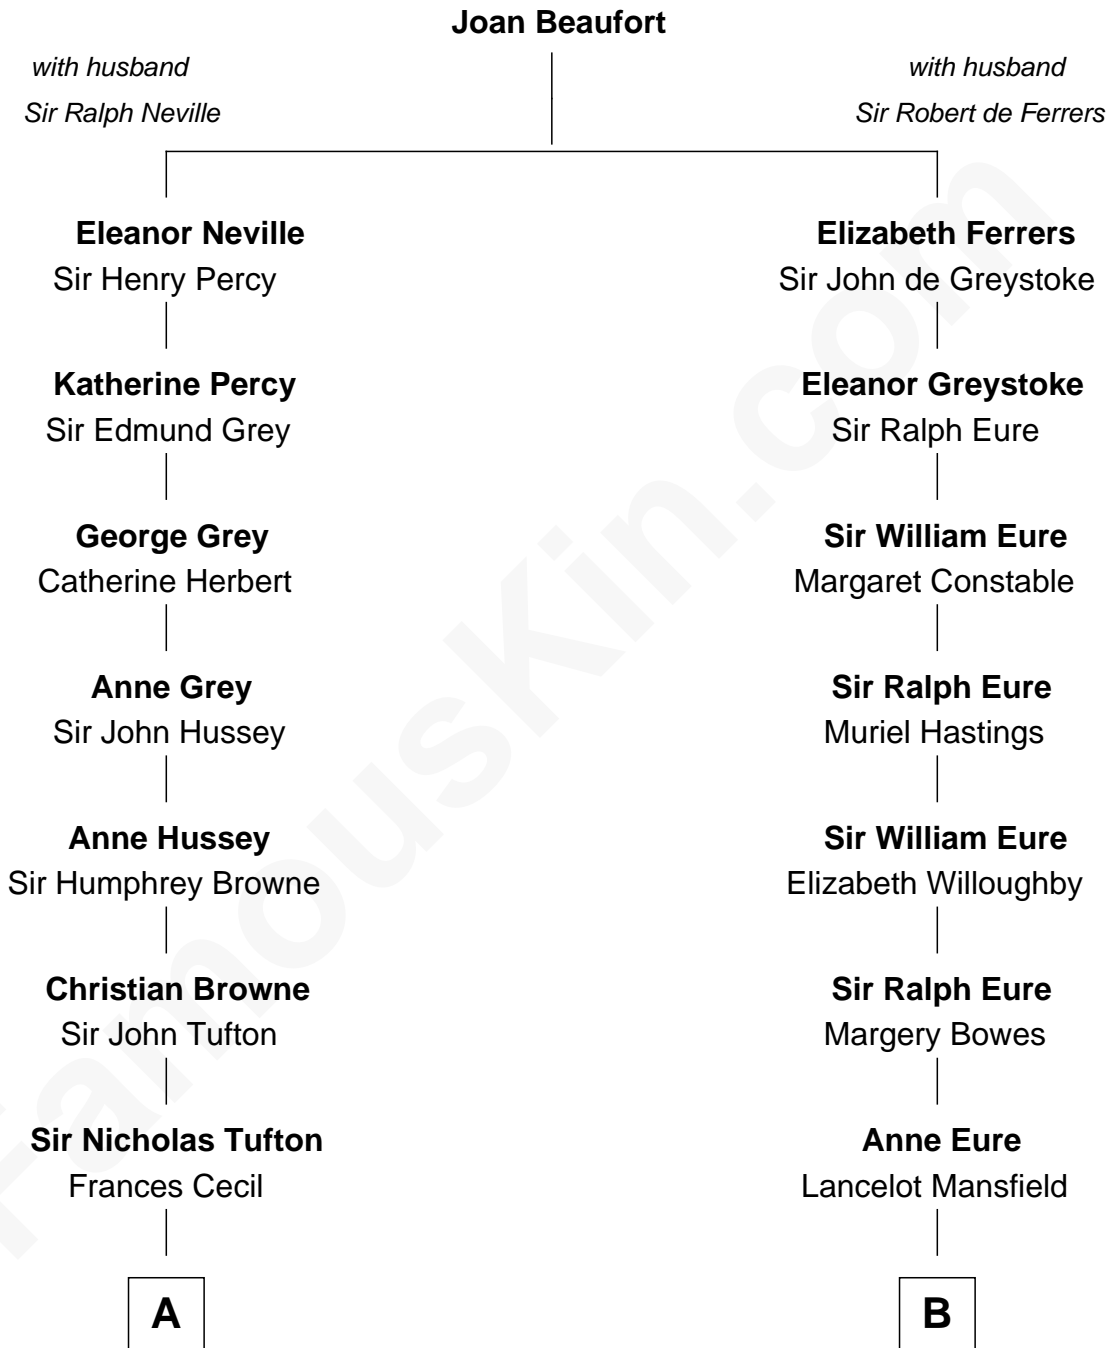 Joan Beaufort
with husband
Sir Ralph Neville
with husband
Sir Robert de Ferrers
Eleanor Neville
Sir Henry Percy
Elizabeth Ferrers
Sir John de Greystoke
Katherine Percy
Sir Edmund Grey
Eleanor Greystoke
Sir Ralph Eure
George Grey
Catherine Herbert
Sir William Eure
Margaret Constable
Anne Grey
Sir John Hussey
Sir Ralph Eure
Muriel Hastings
Anne Hussey
Sir Humphrey Browne
Sir William Eure
Elizabeth Willoughby
Christian Browne
Sir John Tufton
Sir Ralph Eure
Margery Bowes
Sir Nicholas Tufton
Frances Cecil
Anne Eure
Lancelot Mansfield
A
B
FamousKin.com